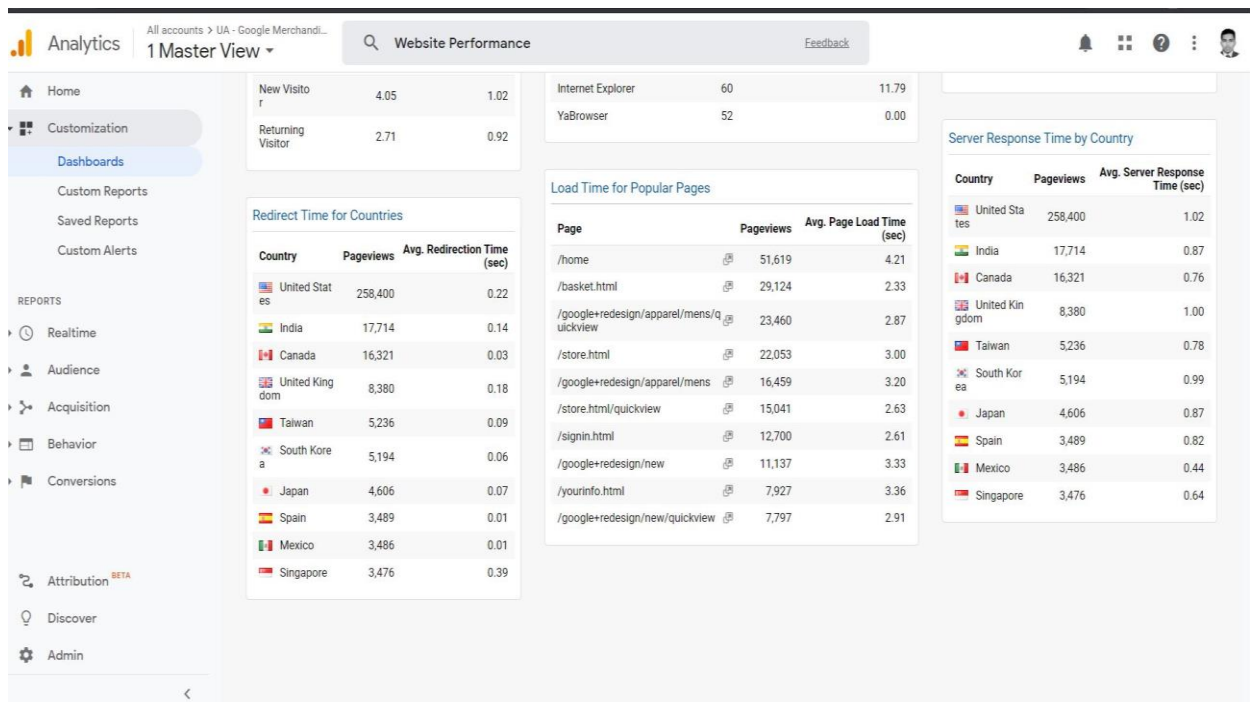 Analytics
All accounts > UA - Google Merchandi...
1 Master View
Website Performance
Feedback
Home
Customization
Dashboards
Custom Reports
Saved Reports
Custom Alerts
REPORTS
Realtime
Audience
Acquisition
Behavior
Conversions
Attribution BETA
Discover
Admin
New Visito
r 4.05 1.02
Returning
Visitor 2.71 0.92
Redirect Time for Countries
Country Pageviews Avg. Redirection Time
(sec)
United Stat
es 258,400 0.22
India 17,714 0.14
Canada 16,321 0.03
United King
dom 8,380 0.18
Taiwan 5,236 0.09
South Kore
a 5,194 0.06
Japan 4,606 0.07
Spain 3,489 0.01
Mexico 3,486 0.01
Singapore 3,476 0.39
Internet Explorer 60 11.79
YaBrowser 52 0.00
Load Time for Popular Pages
Page Pageviews Avg. Page Load Time
(sec)
/home 51,619 4.21
/basket.html 29,124 2.33
/google+redesign/apparel/mens/q
uickview 23,460 2.87
/store.html 22,053 3.00
/google+redesign/apparel/mens 16,459 3.20
/store.html/quickview 15,041 2.63
/signin.html 12,700 2.61
/google+redesign/new 11,137 3.33
/yourinfo.html 7,927 3.36
/google+redesign/new/quickview 7,797 2.91
Server Response Time by Country
Country Pageviews Avg. Server Response
Time (sec)
United Sta
tes 258,400 1.02
India 17,714 0.87
Canada 16,321 0.76
United Kin
gdom 8,380 1.00
Taiwan 5,236 0.78
South Kor
ea 5,194 0.99
Japan 4,606 0.87
Spain 3,489 0.82
Mexico 3,486 0.44
Singapore 3,476 0.64